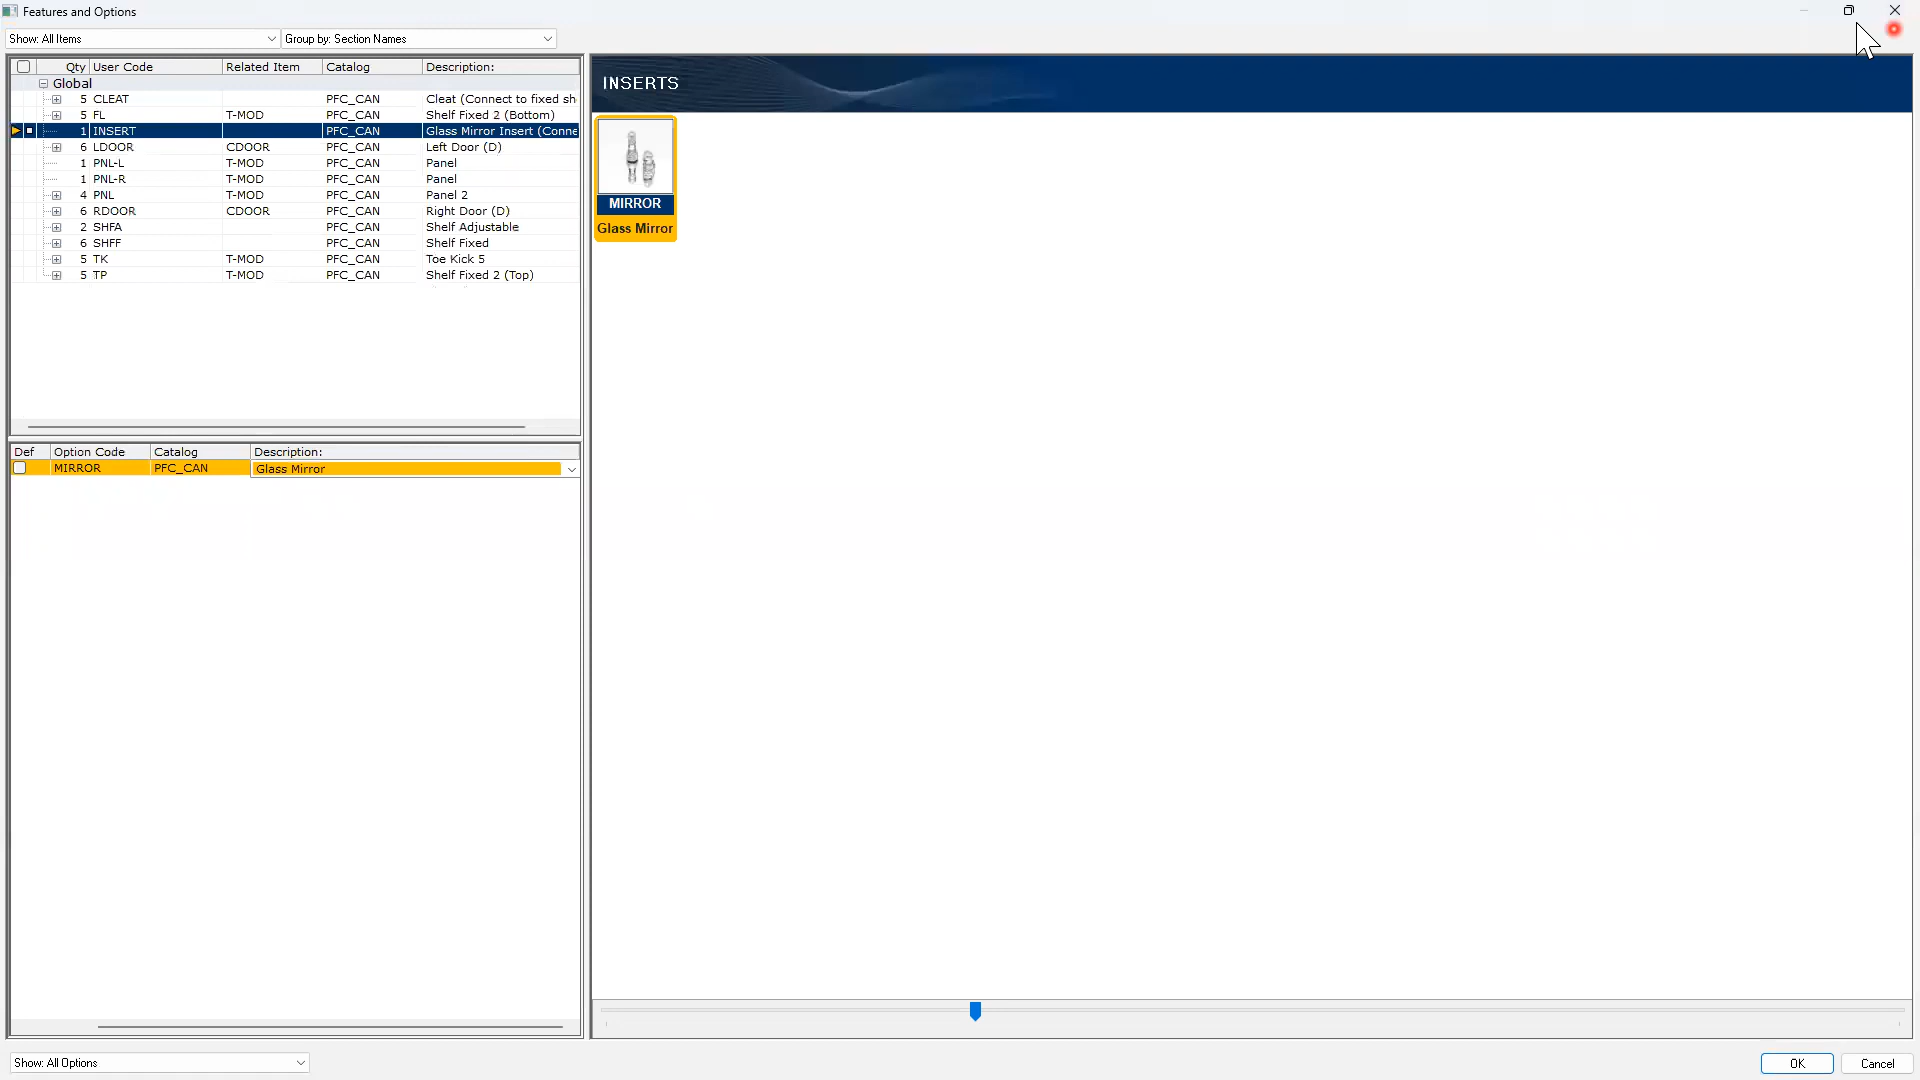 Features and Options
Show: All Items Group by: Section Names
Qty User Code Related Item Catalog Description:
Global
5 CLEAT PFC_CAN Cleat (Connect to fixed sh
5 FL T-MOD PFC_CAN Shelf Fixed 2 (Bottom)
1 INSERT PFC_CAN Glass Mirror Insert (Conne
6 LDOOR CDOOR PFC_CAN Left Door (D)
1 PNL-L T-MOD PFC_CAN Panel
1 PNL-R T-MOD PFC_CAN Panel
4 PNL T-MOD PFC_CAN Panel 2
6 RDOOR CDOOR PFC_CAN Right Door (D)
2 SHFA PFC_CAN Shelf Adjustable
6 SHFF PFC_CAN Shelf Fixed
5 TK T-MOD PFC_CAN Toe Kick 5
5 TP T-MOD PFC_CAN Shelf Fixed 2 (Top)
Def Option Code Catalog Description:
MIRROR PFC_CAN Glass Mirror
Show: All Options
INSERTS
MIRROR
Glass Mirror
OK Cancel